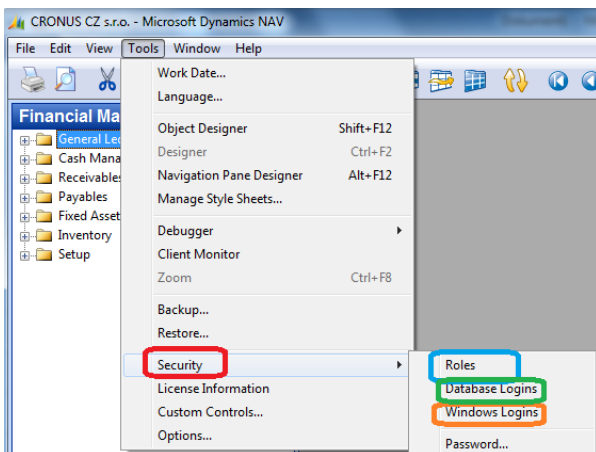 CRONUS CZ s.r.o. - Microsoft Dynamics NAV
File Edit View Tools Window Help
Work Date...
Language...
Financial Ma
Object Designer Shift+F12
General Led
Designer Ctrl+F2
Cash Mana
Navigation Pane Designer Alt+F12
Receivables
Manage Style Sheets...
Payables
Fixed Asset
Debugger
Inventory
Client Monitor
Setup
Zoom Ctrl+F8
Backup...
Restore...
Security Roles
License Information Database Logins
Custom Controls... Windows Logins
Options... Password...